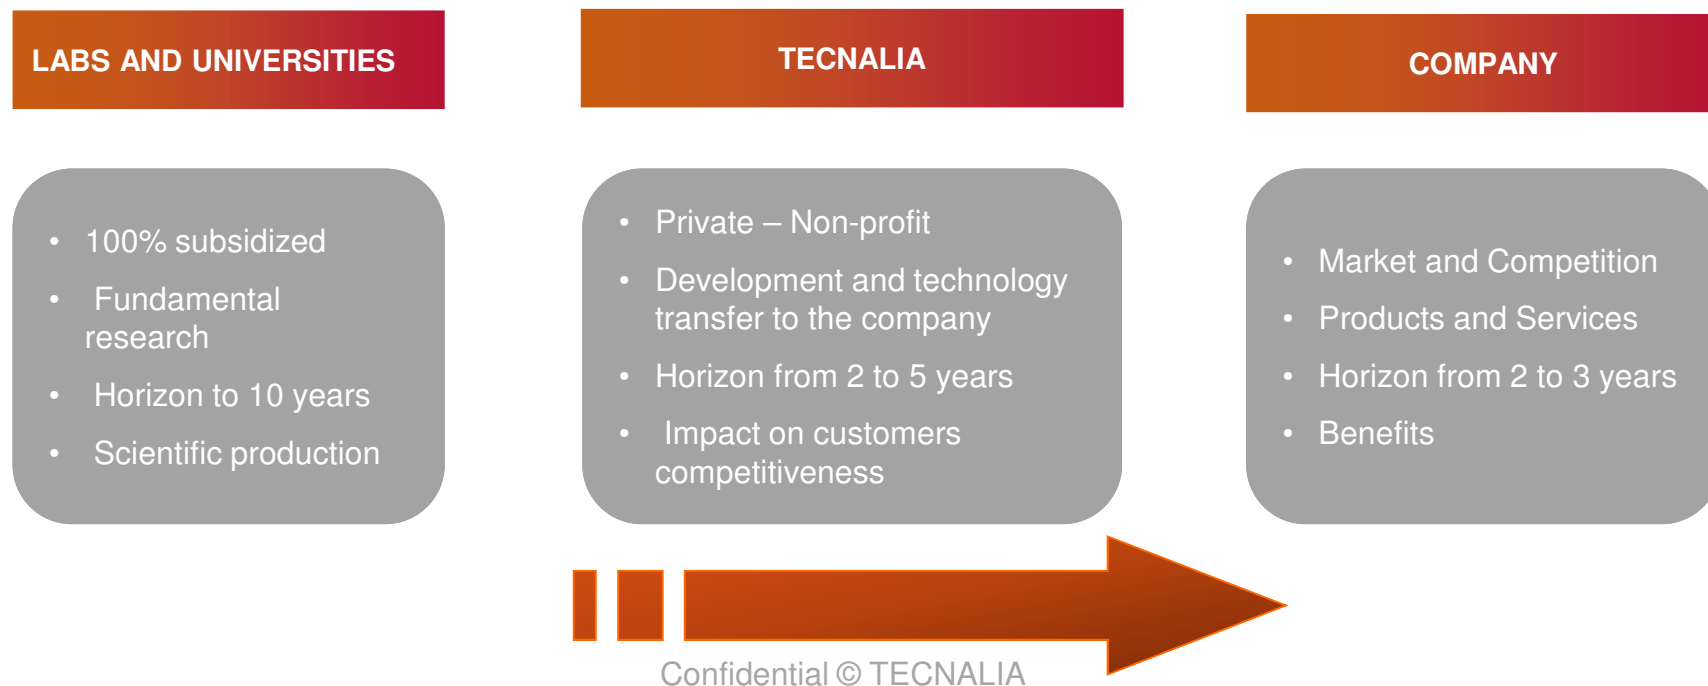 LABS AND UNIVERSITIES
• 100% subsidized
• Fundamental
research
• Horizon to 10 years
• Scientific production
TECNALIA
• Private – Non-profit
• Development and technology
transfer to the company
• Horizon from 2 to 5 years
• Impact on customers
competitiveness
COMPANY
• Market and Competition
• Products and Services
• Horizon from 2 to 3 years
• Benefits
Confidential © TECNALIA